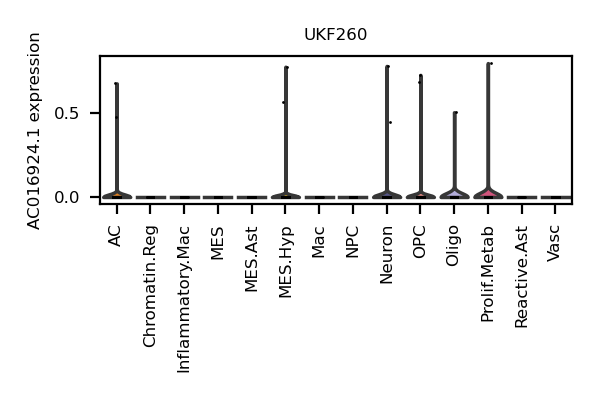 UKF260
AC016924.1 expression
0.5
0.0
AC
Chromatin.Reg
Inflammatory.Mac
MES
MES.Ast
MES.Hyp
Mac
NPC
Neuron
OPC
Oligo
Prolif.Metab
Reactive.Ast
Vasc